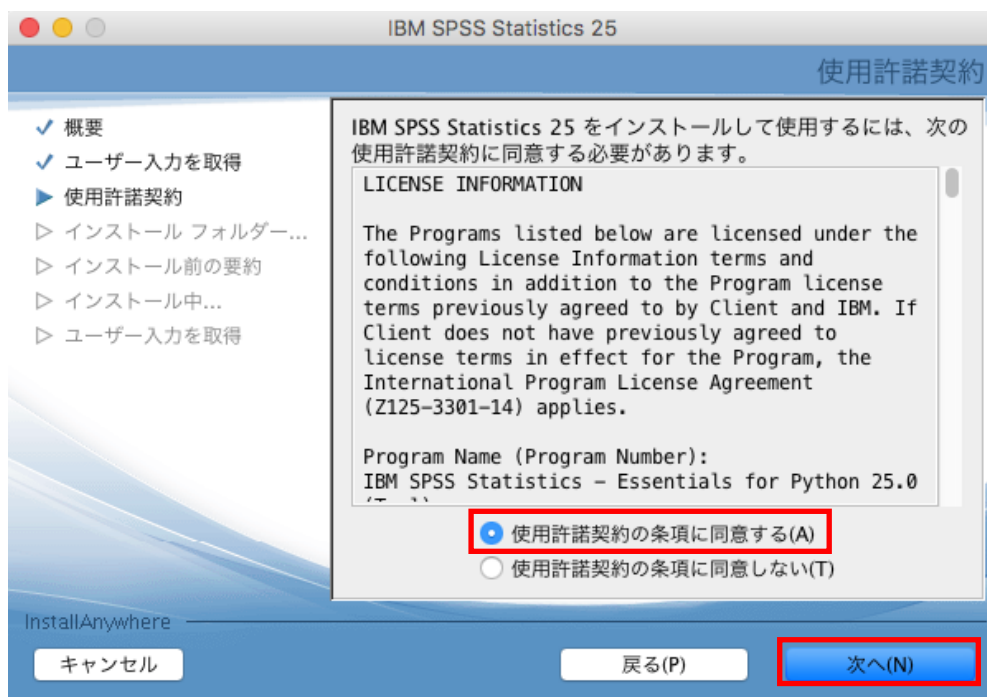 IBM SPSS Statistics 25
使用許諾契約
概要
ユーザー入力を取得
使用許諾契約
インストール フォルダー...
インストール前の要約
インストール中...
ユーザー入力を取得
IBM SPSS Statistics 25 をインストールして使用するには、次の
使用許諾契約に同意する必要があります。
LICENSE INFORMATION
The Programs listed below are licensed under the
following License Information terms and
conditions in addition to the Program license
terms previously agreed to by Client and IBM. If
Client does not have previously agreed to
license terms in effect for the Program, the
International Program License Agreement
(Z125-3301-14) applies.
Program Name (Program Number):
IBM SPSS Statistics - Essentials for Python 25.0
使用許諾契約の条項に同意する(A)
使用許諾契約の条項に同意しない(T)
InstallAnywhere
キャンセル
戻る(P)
次へ(N)